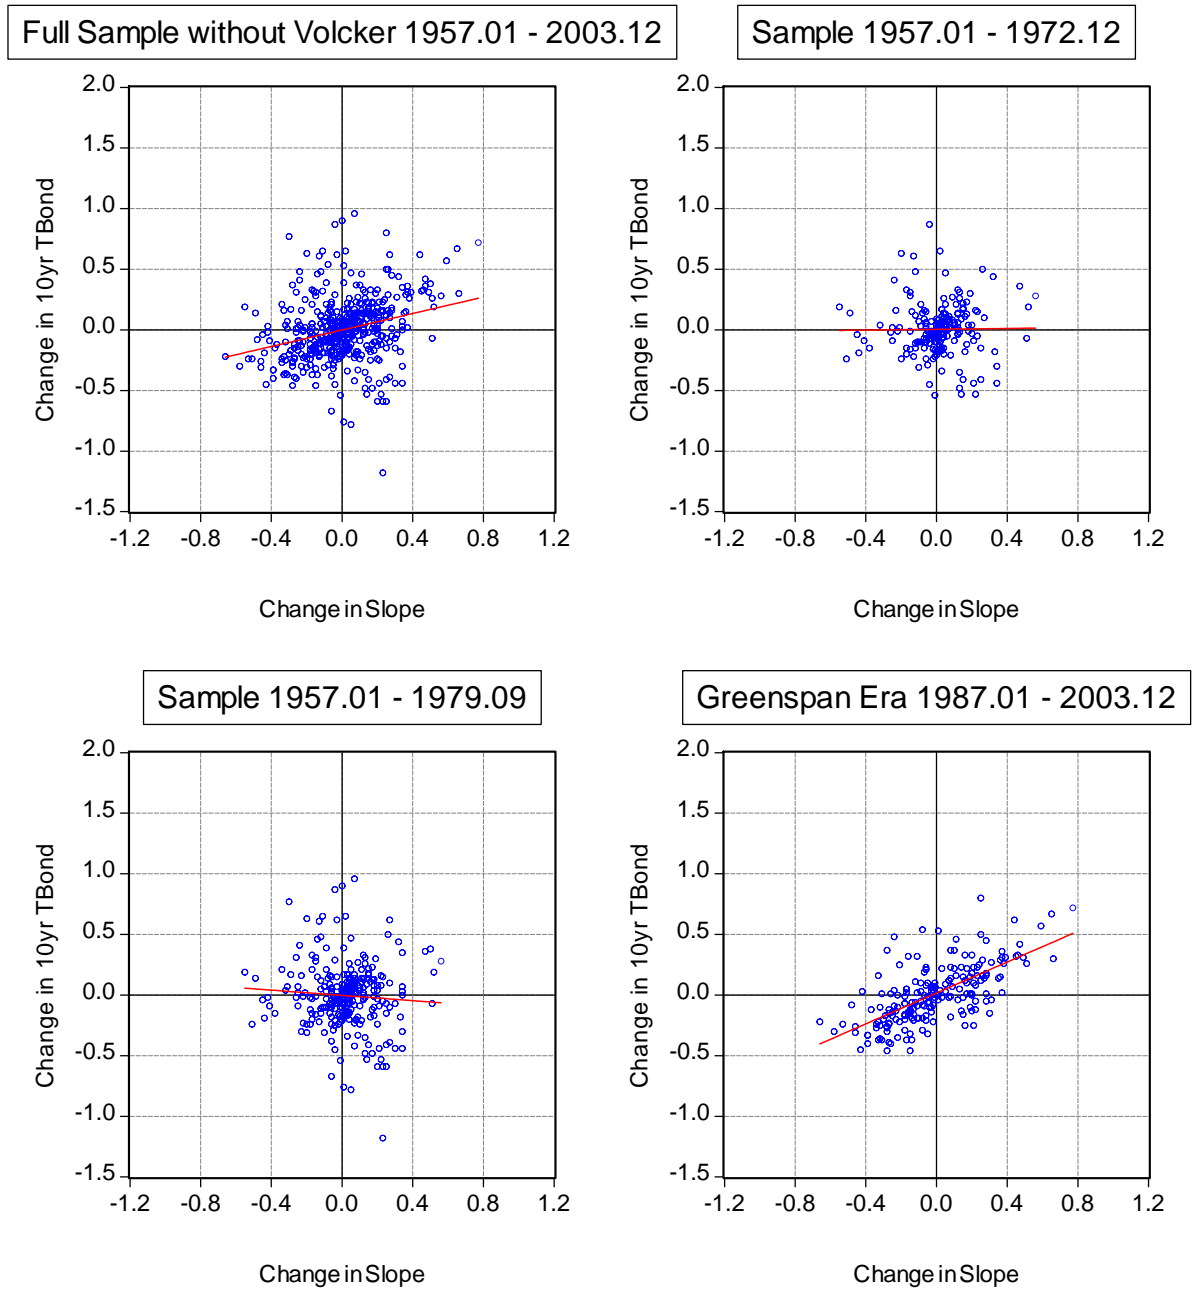 Full Sample without Volcker 1957.01 - 2003.12
2.0
1.5
1.0
0.5
0.0
-0.5
-1.0
-1.5
-1.2 -0.8 -0.4 0.0 0.4 0.8 1.2
Change in 10yr TBond
Change in Slope
Sample 1957.01 - 1972.12
2.0
1.5
1.0
0.5
0.0
-0.5
-1.0
-1.5
-1.2 -0.8 -0.4 0.0 0.4 0.8 1.2
Change in 10yr TBond
Change in Slope
Sample 1957.01 - 1979.09
2.0
1.5
1.0
0.5
0.0
-0.5
-1.0
-1.5
-1.2 -0.8 -0.4 0.0 0.4 0.8 1.2
Change in 10yr TBond
Change in Slope
Greenspan Era 1987.01 - 2003.12
2.0
1.5
1.0
0.5
0.0
-0.5
-1.0
-1.5
-1.2 -0.8 -0.4 0.0 0.4 0.8 1.2
Change in 10yr TBond
Change in Slope